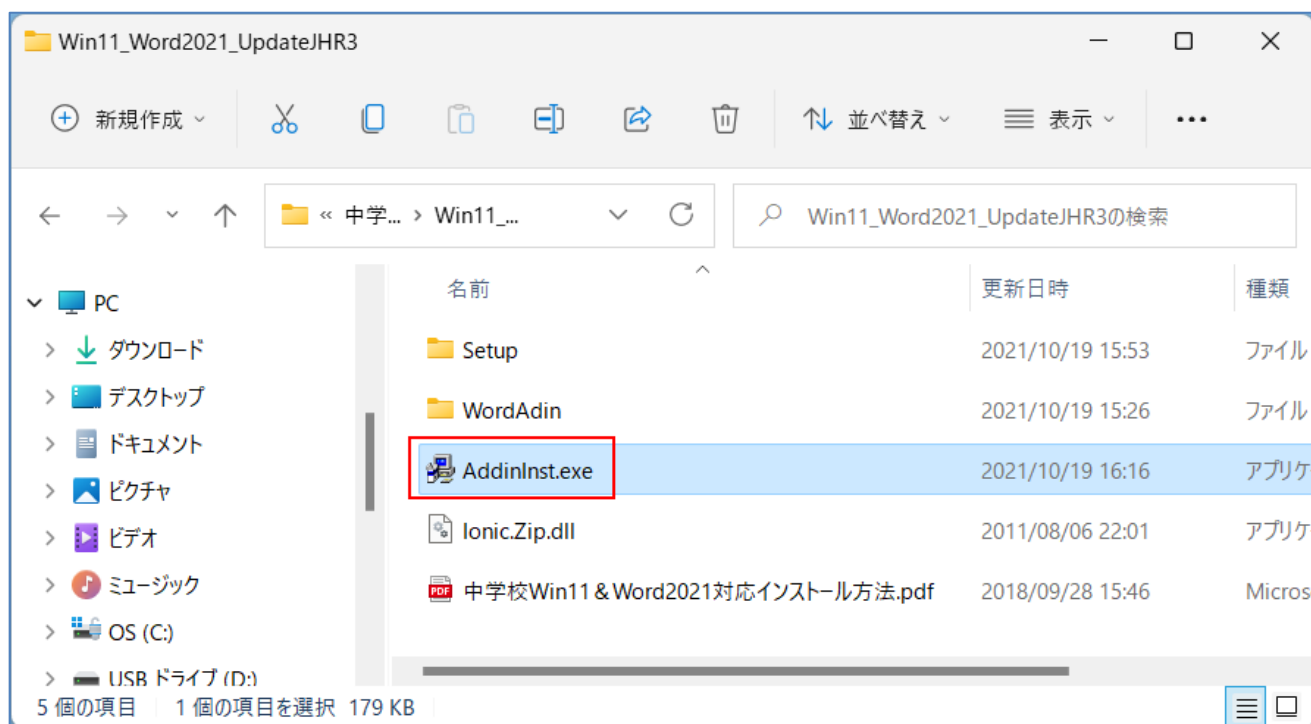 Win11_Word2021_UpdateJHR3
新規作成 並べ替え 表示
« 中学... › Win11_... Win11_Word2021_UpdateJHR3の検索
名前 更新日時 種類
PC
ダウンロード Setup 2021/10/19 15:53 ファイル
デスクトップ WordAdin 2021/10/19 15:26 ファイル
ドキュメント
ピクチャ AddinInst.exe 2021/10/19 16:16 アプリケ
ビデオ Ionic.Zip.dll 2011/08/06 22:01 アプリケ
ミュージック PDF 中学校Win11&Word2021対応インストール方法.pdf 2018/09/28 15:46 Micros
OS (C:)
USB ドライブ (D:)
5 個の項目 1 個の項目を選択 179 KB